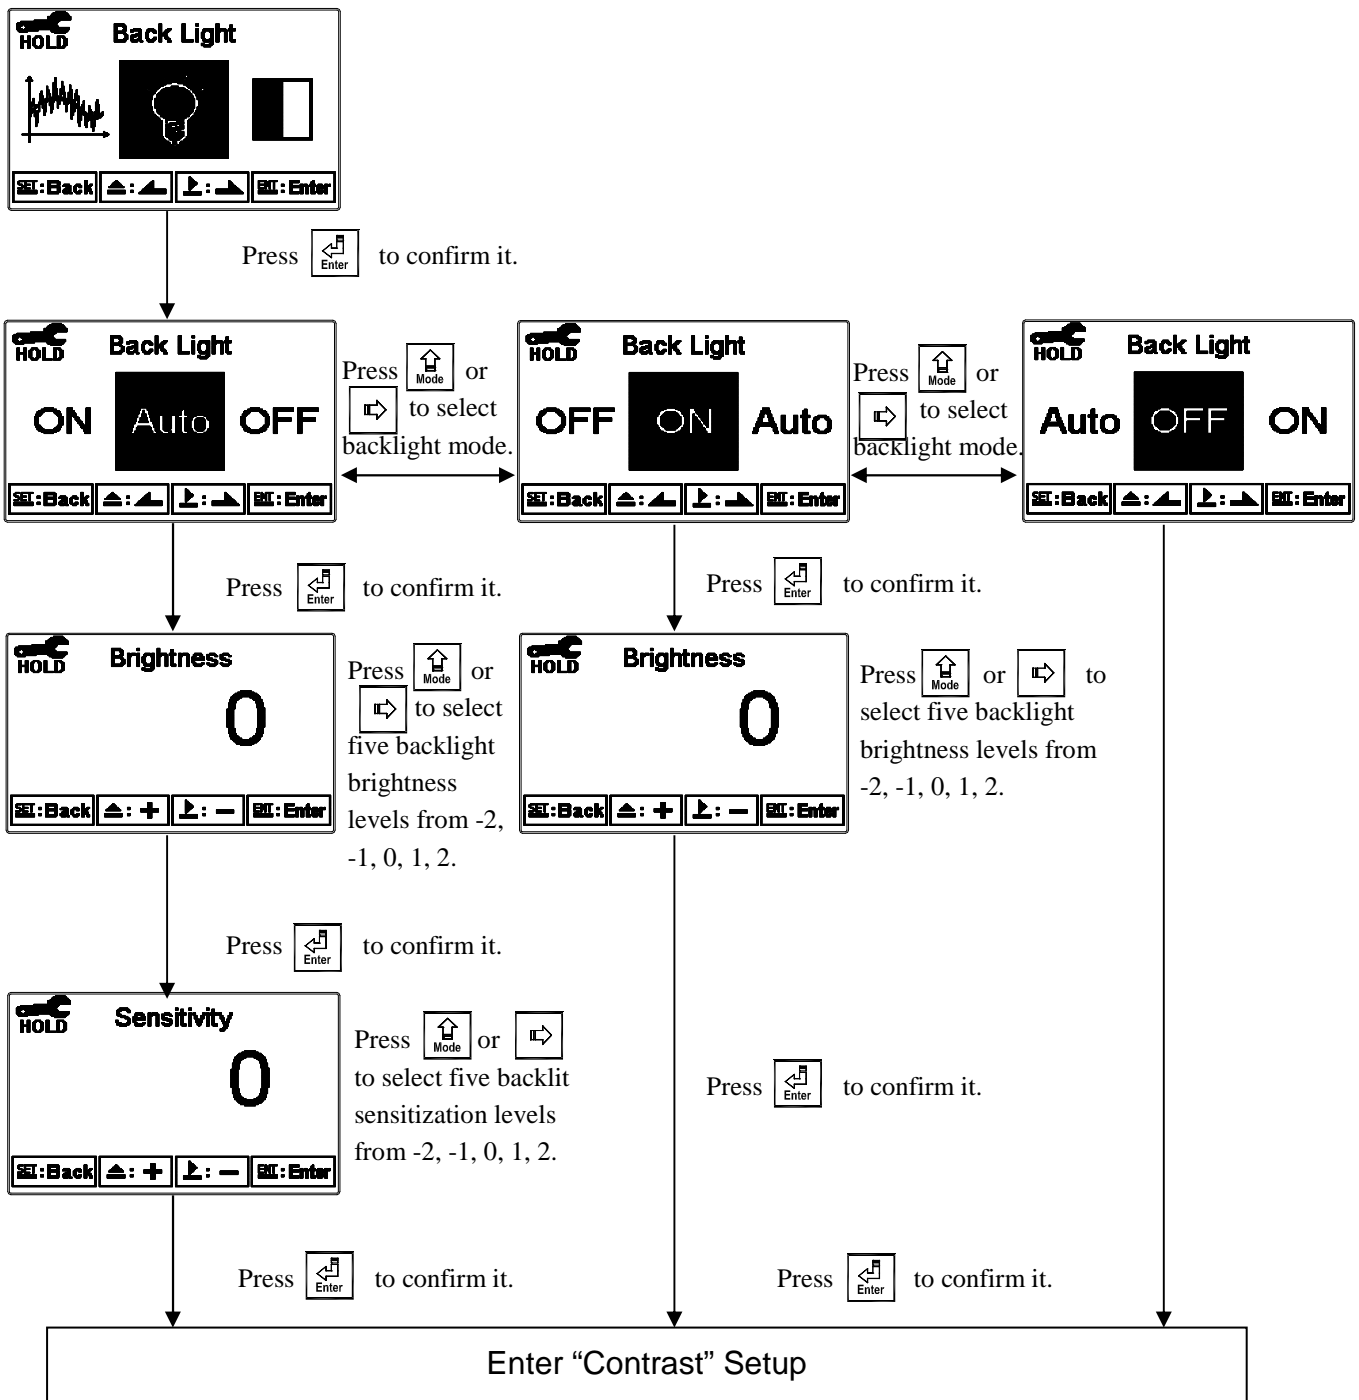 HOLD
Back Light
SET:Back
ENT:Enter
Press Enter to confirm it.
HOLD
Back Light
ON Auto OFF
SET:Back
ENT:Enter
Press Mode or
to select
backlight mode.
HOLD
Back Light
OFF ON Auto
SET:Back
ENT:Enter
Press Mode or
to select
backlight mode.
HOLD
Back Light
Auto OFF ON
SET:Back
ENT:Enter
Press Enter to confirm it.
Press Enter to confirm it.
HOLD
Brightness
0
SET:Back : + : — ENT:Enter
Press Mode or
to select
five backlight
brightness
levels from -2,
-1, 0, 1, 2.
HOLD
Brightness
0
SET:Back : + : — ENT:Enter
Press Mode or to
select five backlight
brightness levels from
-2, -1, 0, 1, 2.
Press Enter to confirm it.
HOLD
Sensitivity
0
SET:Back : + : — ENT:Enter
Press Mode or
to select five backlit
sensitization levels
from -2, -1, 0, 1, 2.
Press Enter to confirm it.
Press Enter to confirm it.
Press Enter to confirm it.
Enter “Contrast” Setup